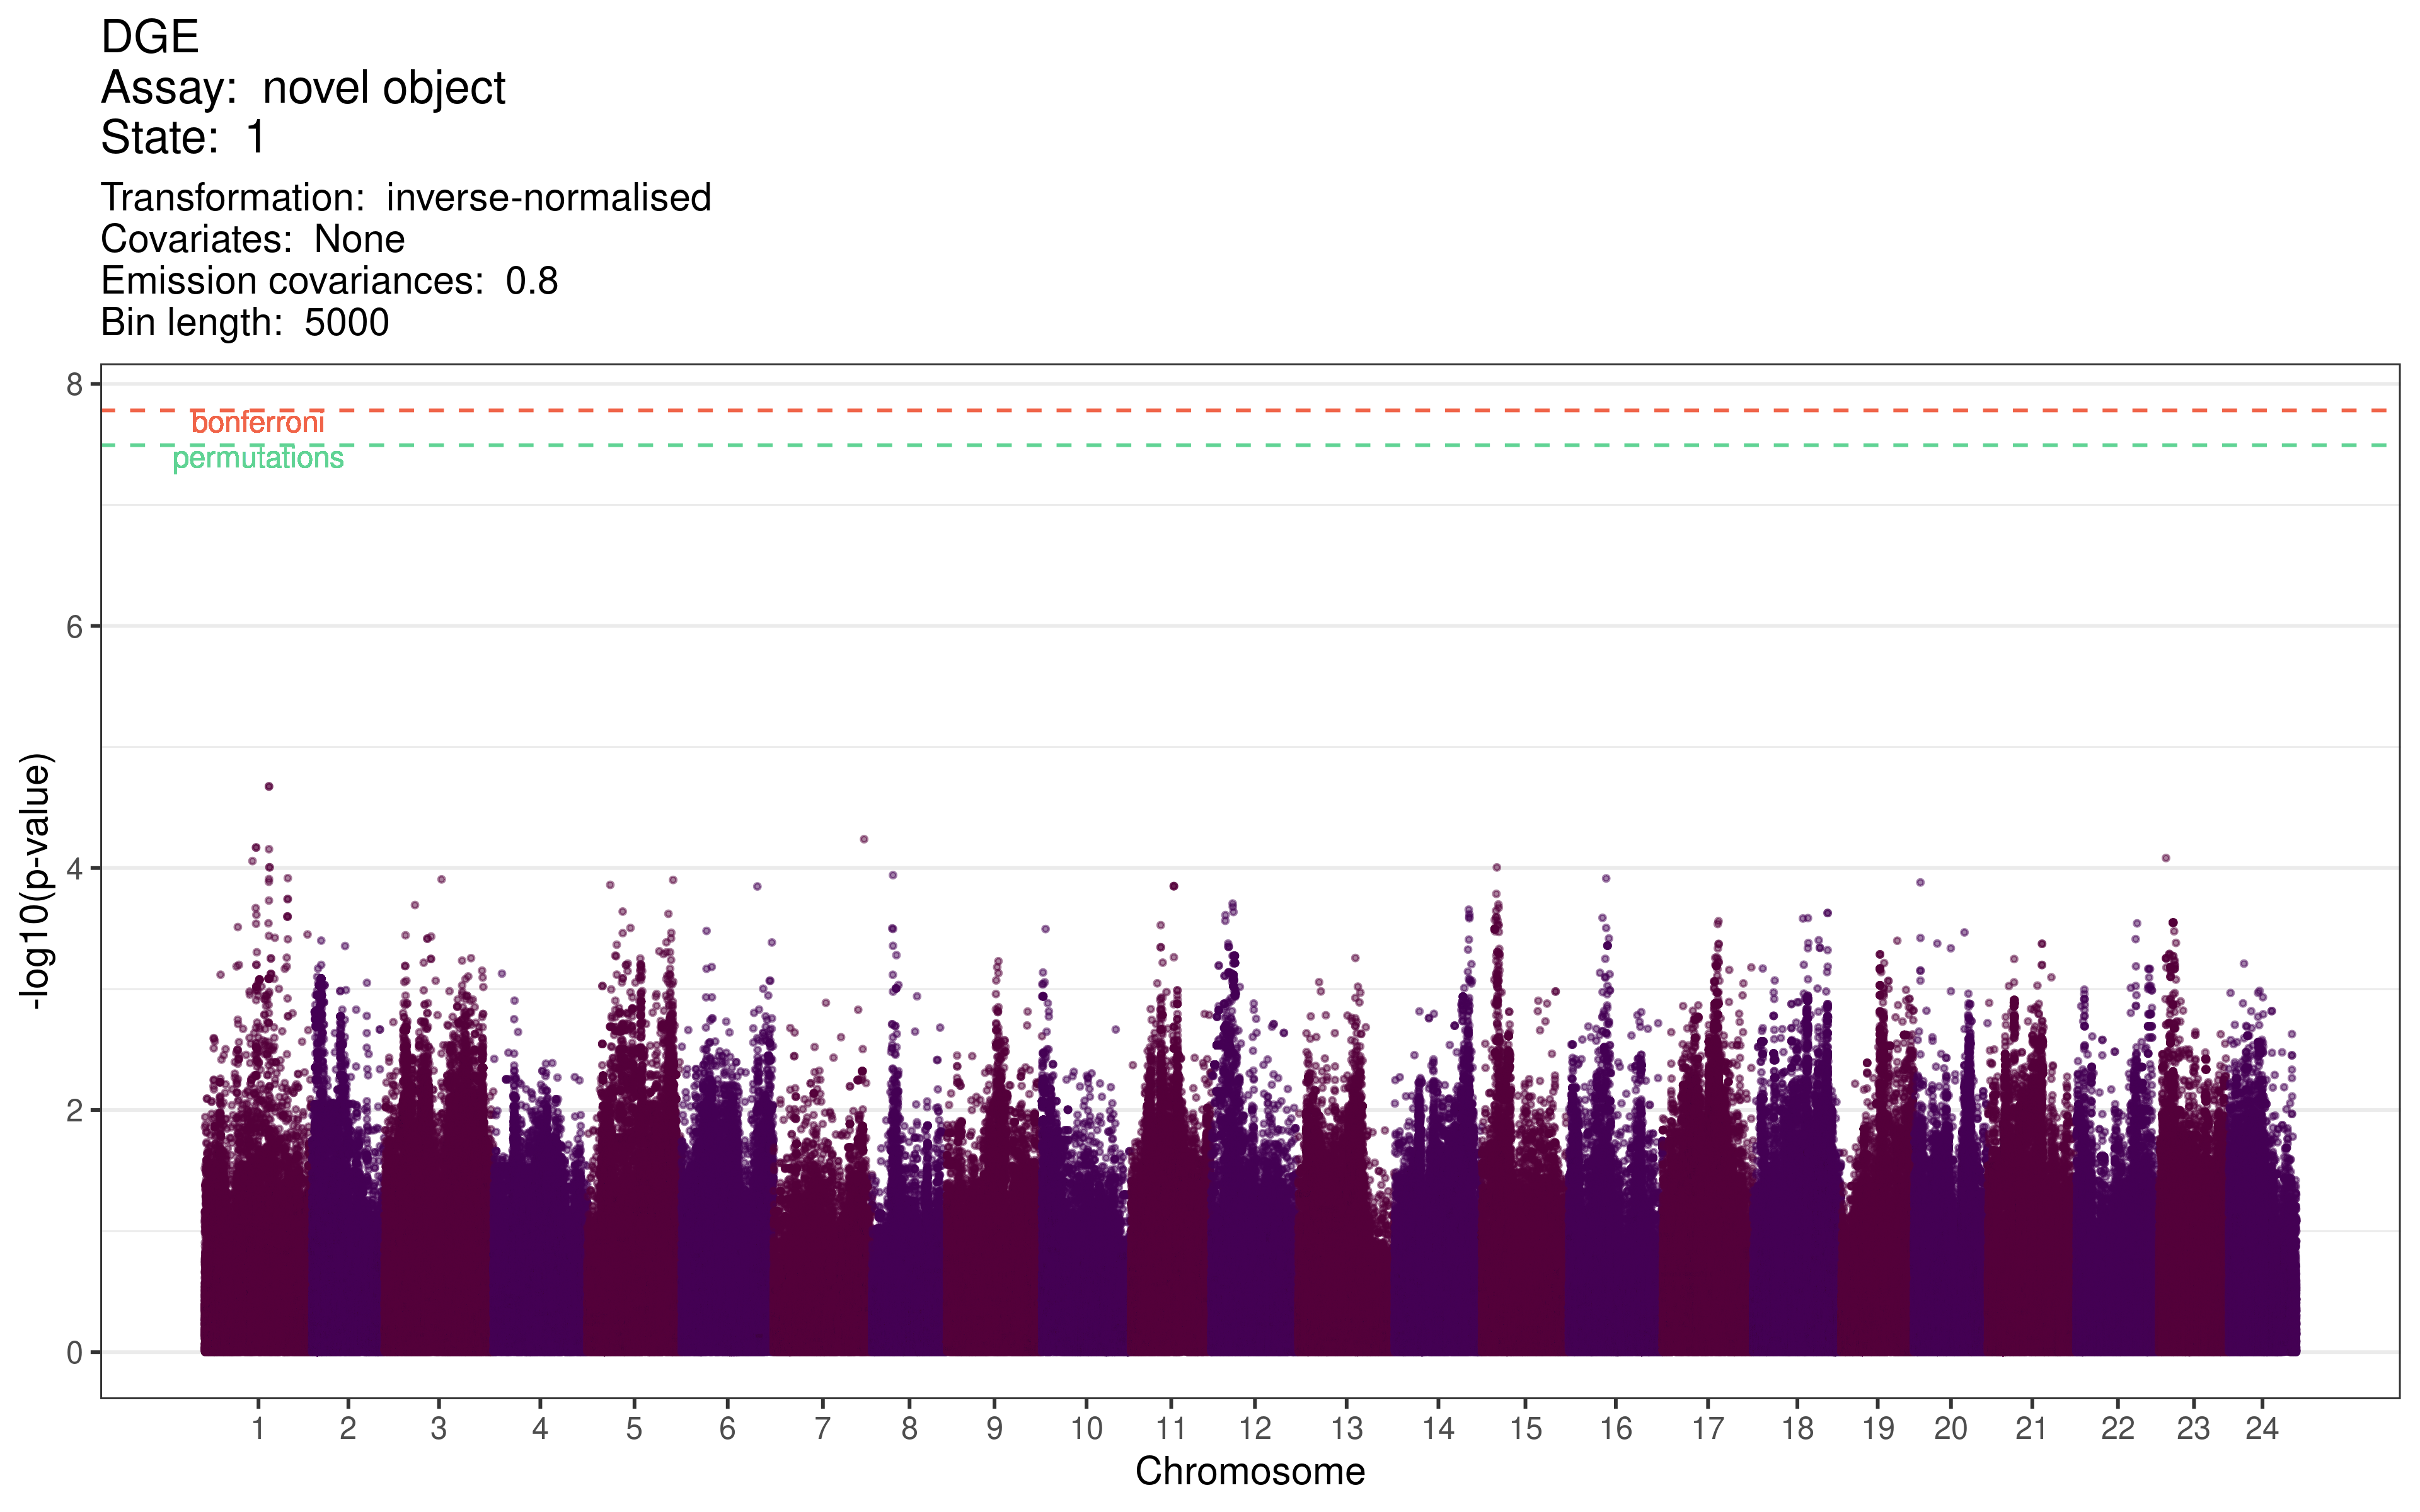 DGE
Assay:  novel object
State:  1
Transformation:  inverse-normalised
Covariates:  None
Emission covariances:  0.8
Bin length:  5000
8
bonferroni
permutations
6
4
2
0
-log10(p-value)
1 2 3 4 5 6 7 8 9 10 11 12 13 14 15 16 17 18 19 20 21 22 23 24
Chromosome